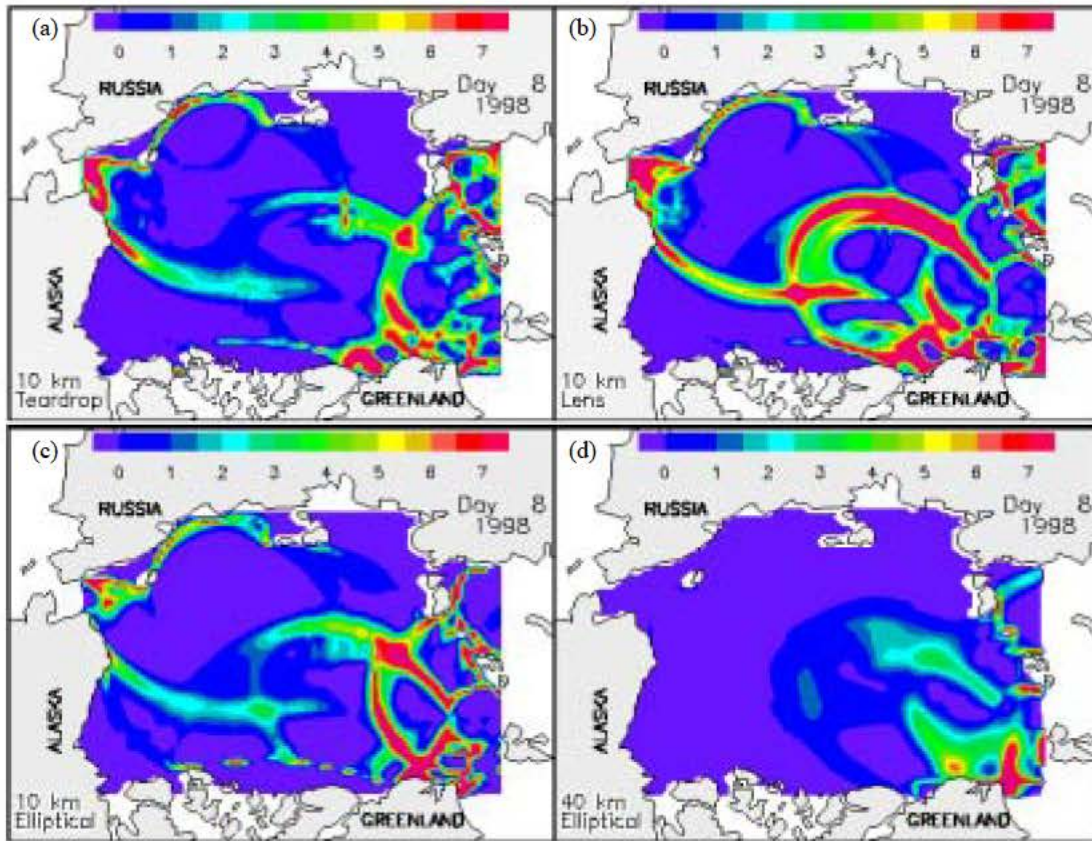 (a)
0 1 2 3 4 5 6 7
RUSSIA
Day 8
1998
ALASKA
10 km
Teardrop
GREENLAND
(b)
0 1 2 3 4 5 6 7
RUSSIA
Day 8
1998
ALASKA
10 km
Lens
GREENLAND
(c)
0 1 2 3 4 5 6 7
RUSSIA
Day 8
1998
ALASKA
10 km
Elliptical
GREENLAND
(d)
0 1 2 3 4 5 6 7
RUSSIA
Day 8
1998
ALASKA
40 km
Elliptical
GREENLAND